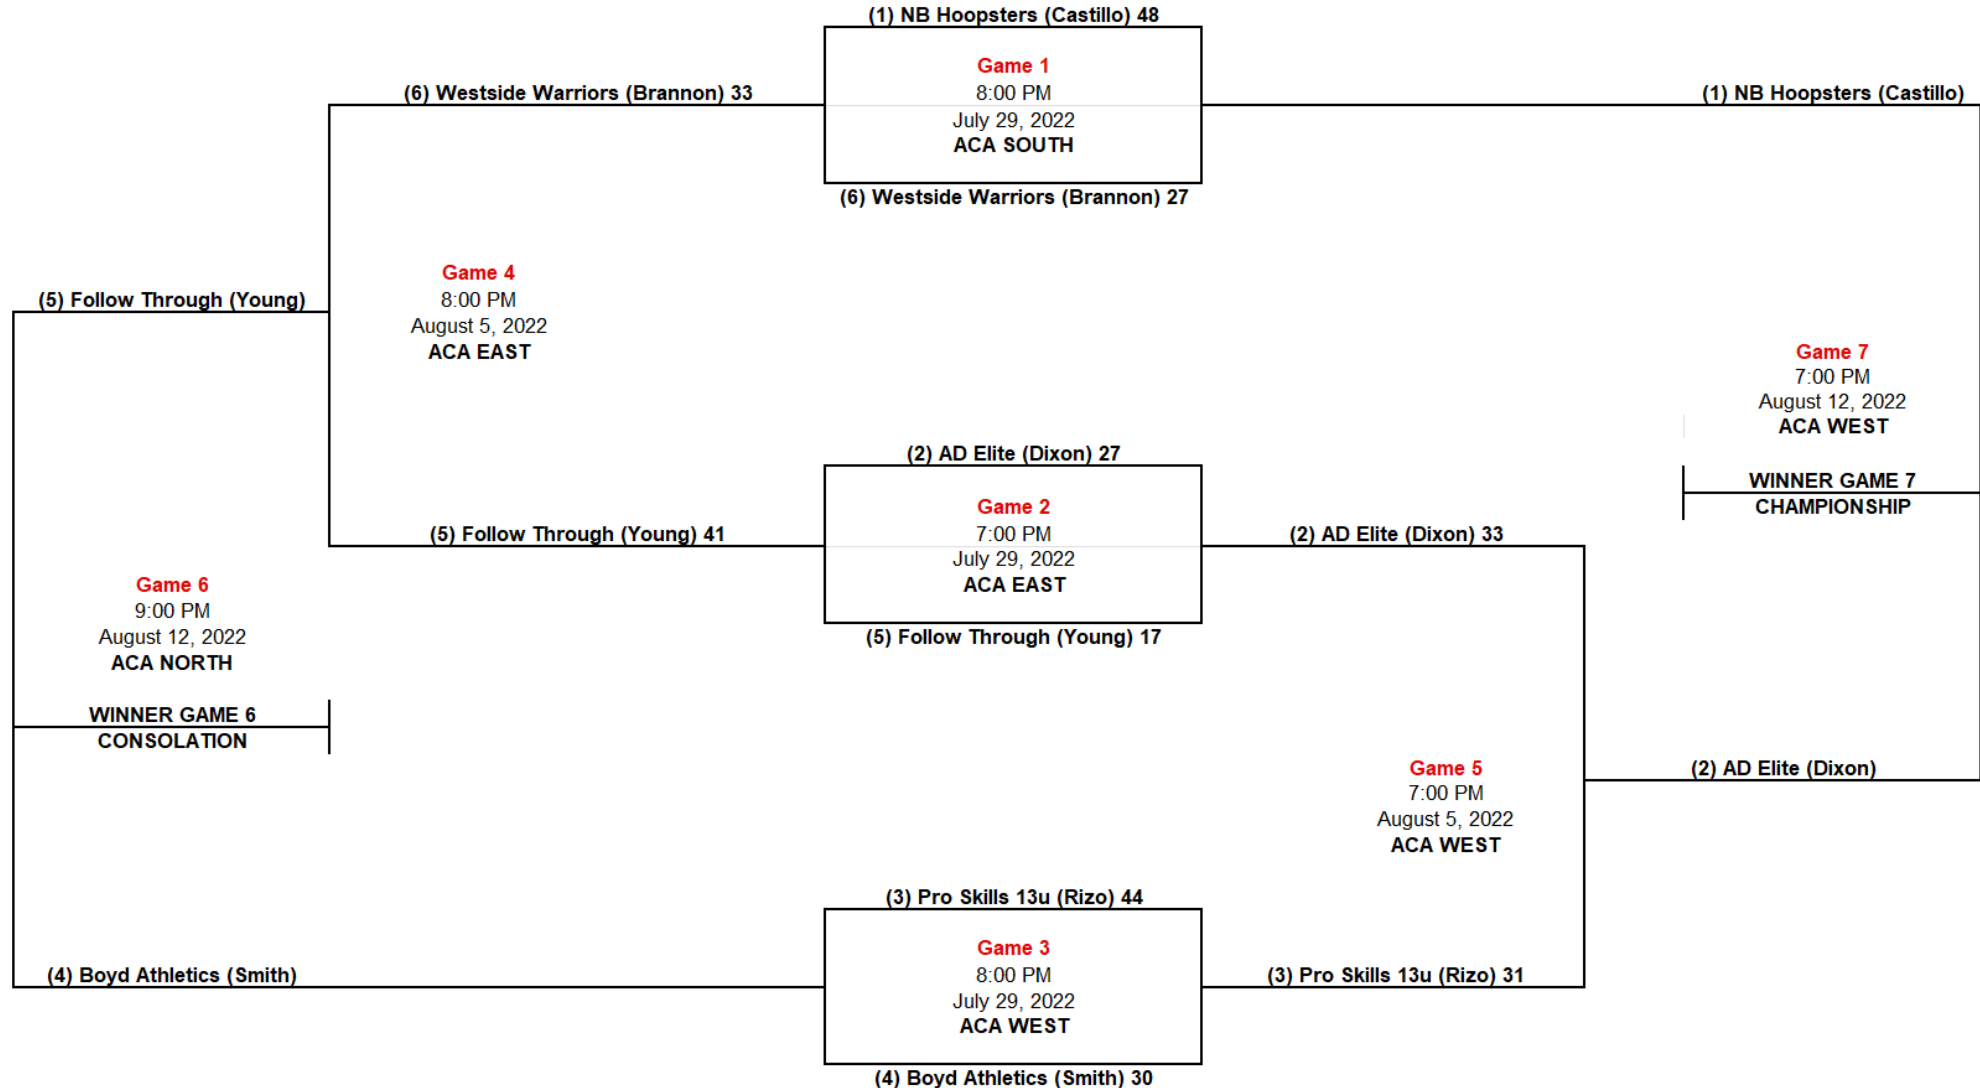 (1) NB Hoopsters (Castillo) 48
Game 1
8:00 PM
July 29, 2022
ACA SOUTH
(6) Westside Warriors (Brannon) 27
(6) Westside Warriors (Brannon) 33
(1) NB Hoopsters (Castillo)
Game 4
8:00 PM
August 5, 2022
ACA EAST
(5) Follow Through (Young)
Game 7
7:00 PM
August 12, 2022
ACA WEST
WINNER GAME 7
CHAMPIONSHIP
(2) AD Elite (Dixon) 27
Game 2
7:00 PM
July 29, 2022
ACA EAST
(5) Follow Through (Young) 17
(5) Follow Through (Young) 41
(2) AD Elite (Dixon) 33
Game 6
9:00 PM
August 12, 2022
ACA NORTH
WINNER GAME 6
CONSOLATION
Game 5
7:00 PM
August 5, 2022
ACA WEST
(2) AD Elite (Dixon)
(3) Pro Skills 13u (Rizo) 44
Game 3
8:00 PM
July 29, 2022
ACA WEST
(4) Boyd Athletics (Smith) 30
(4) Boyd Athletics (Smith)
(3) Pro Skills 13u (Rizo) 31